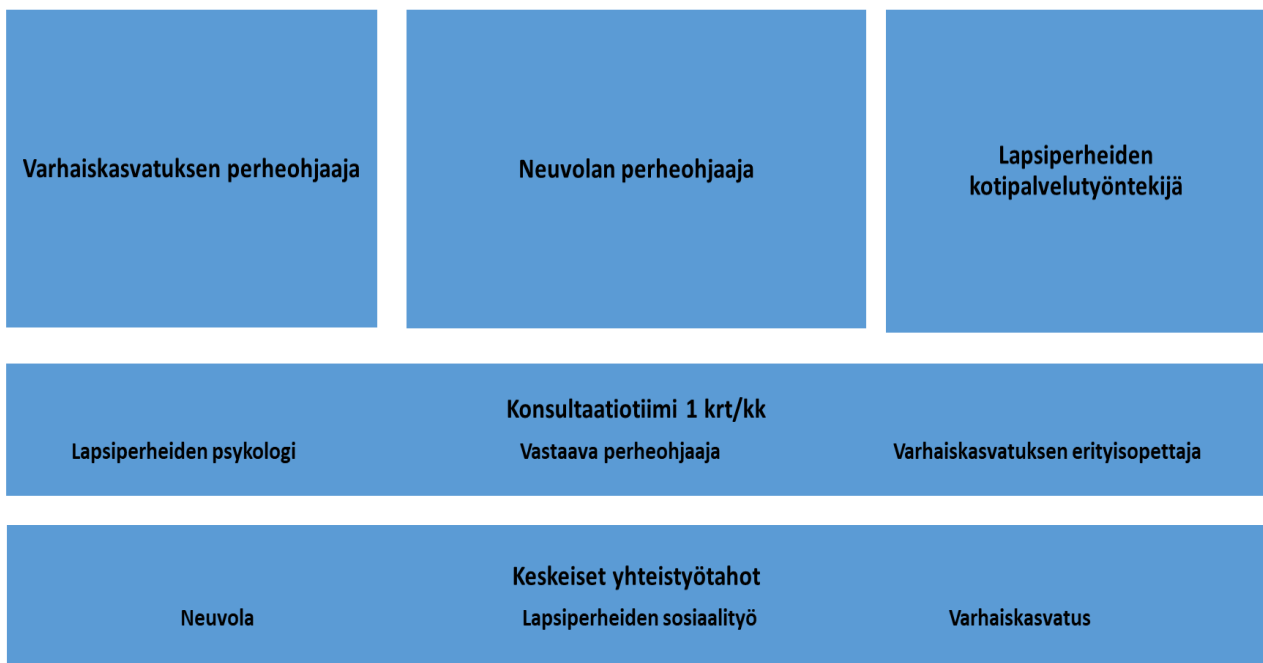 Varhaiskasvatuksen perheohjaaja
Neuvolan perheohjaaja
Lapsiperheiden
kotipalvelutyöntekijä
Konsultaatiotiimi 1 krt/kk
Lapsiperheiden psykologi
Vastaava perheohjaaja
Varhaiskasvatuksen erityisopettaja
Keskeiset yhteistyötahot
Neuvola
Lapsiperheiden sosiaalityö
Varhaiskasvatus